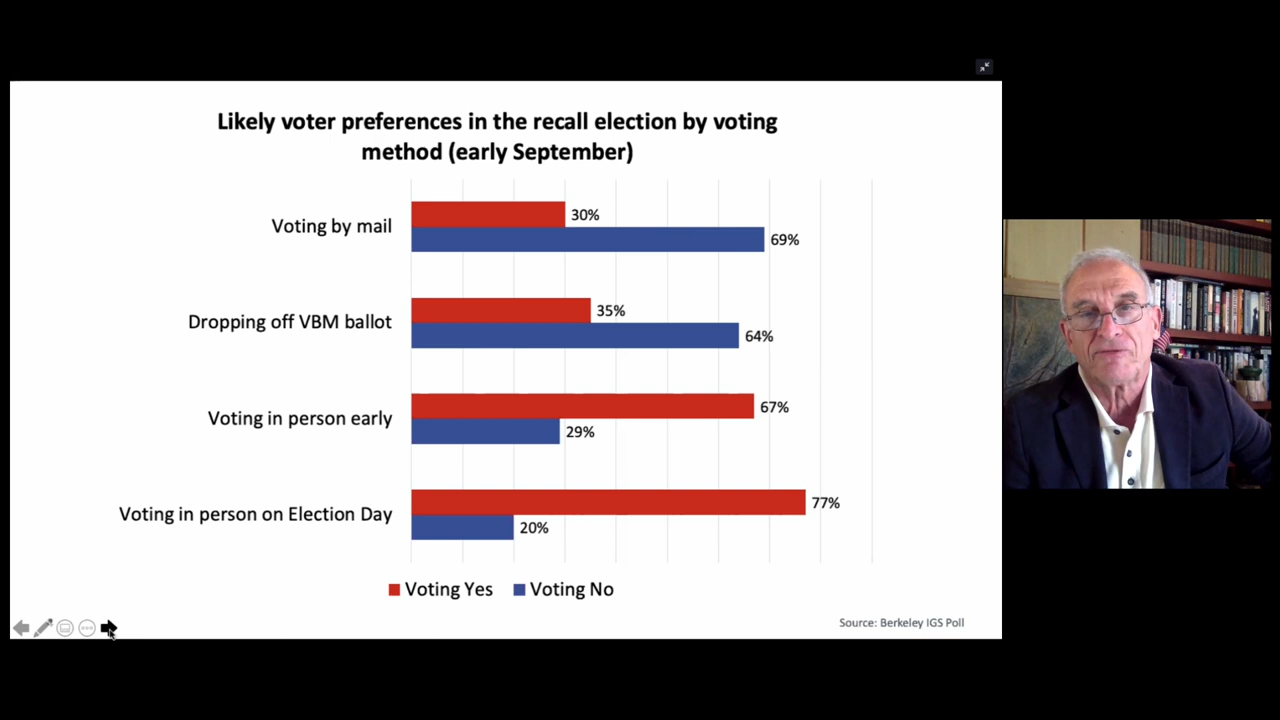 Likely voter preferences in the recall election by voting
method (early September)
Voting by mail
30%
69%
Dropping off VBM ballot
35%
64%
Voting in person early
67%
29%
Voting in person on Election Day
77%
20%
Voting Yes
Voting No
Source: Berkeley IGS Poll